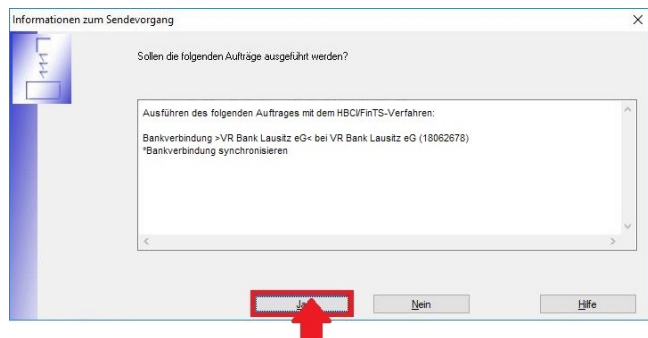 Informationen zum Sendevorgang
Sollen die folgenden Aufträge ausgeführt werden?
Ausführen des folgenden Auftrages mit dem HBCI/FinTS-Verfahren:
Bankverbindung >VR Bank Lausitz eG< bei VR Bank Lausitz eG (18062678)
*Bankverbindung synchronisieren
Nein
Hilfe